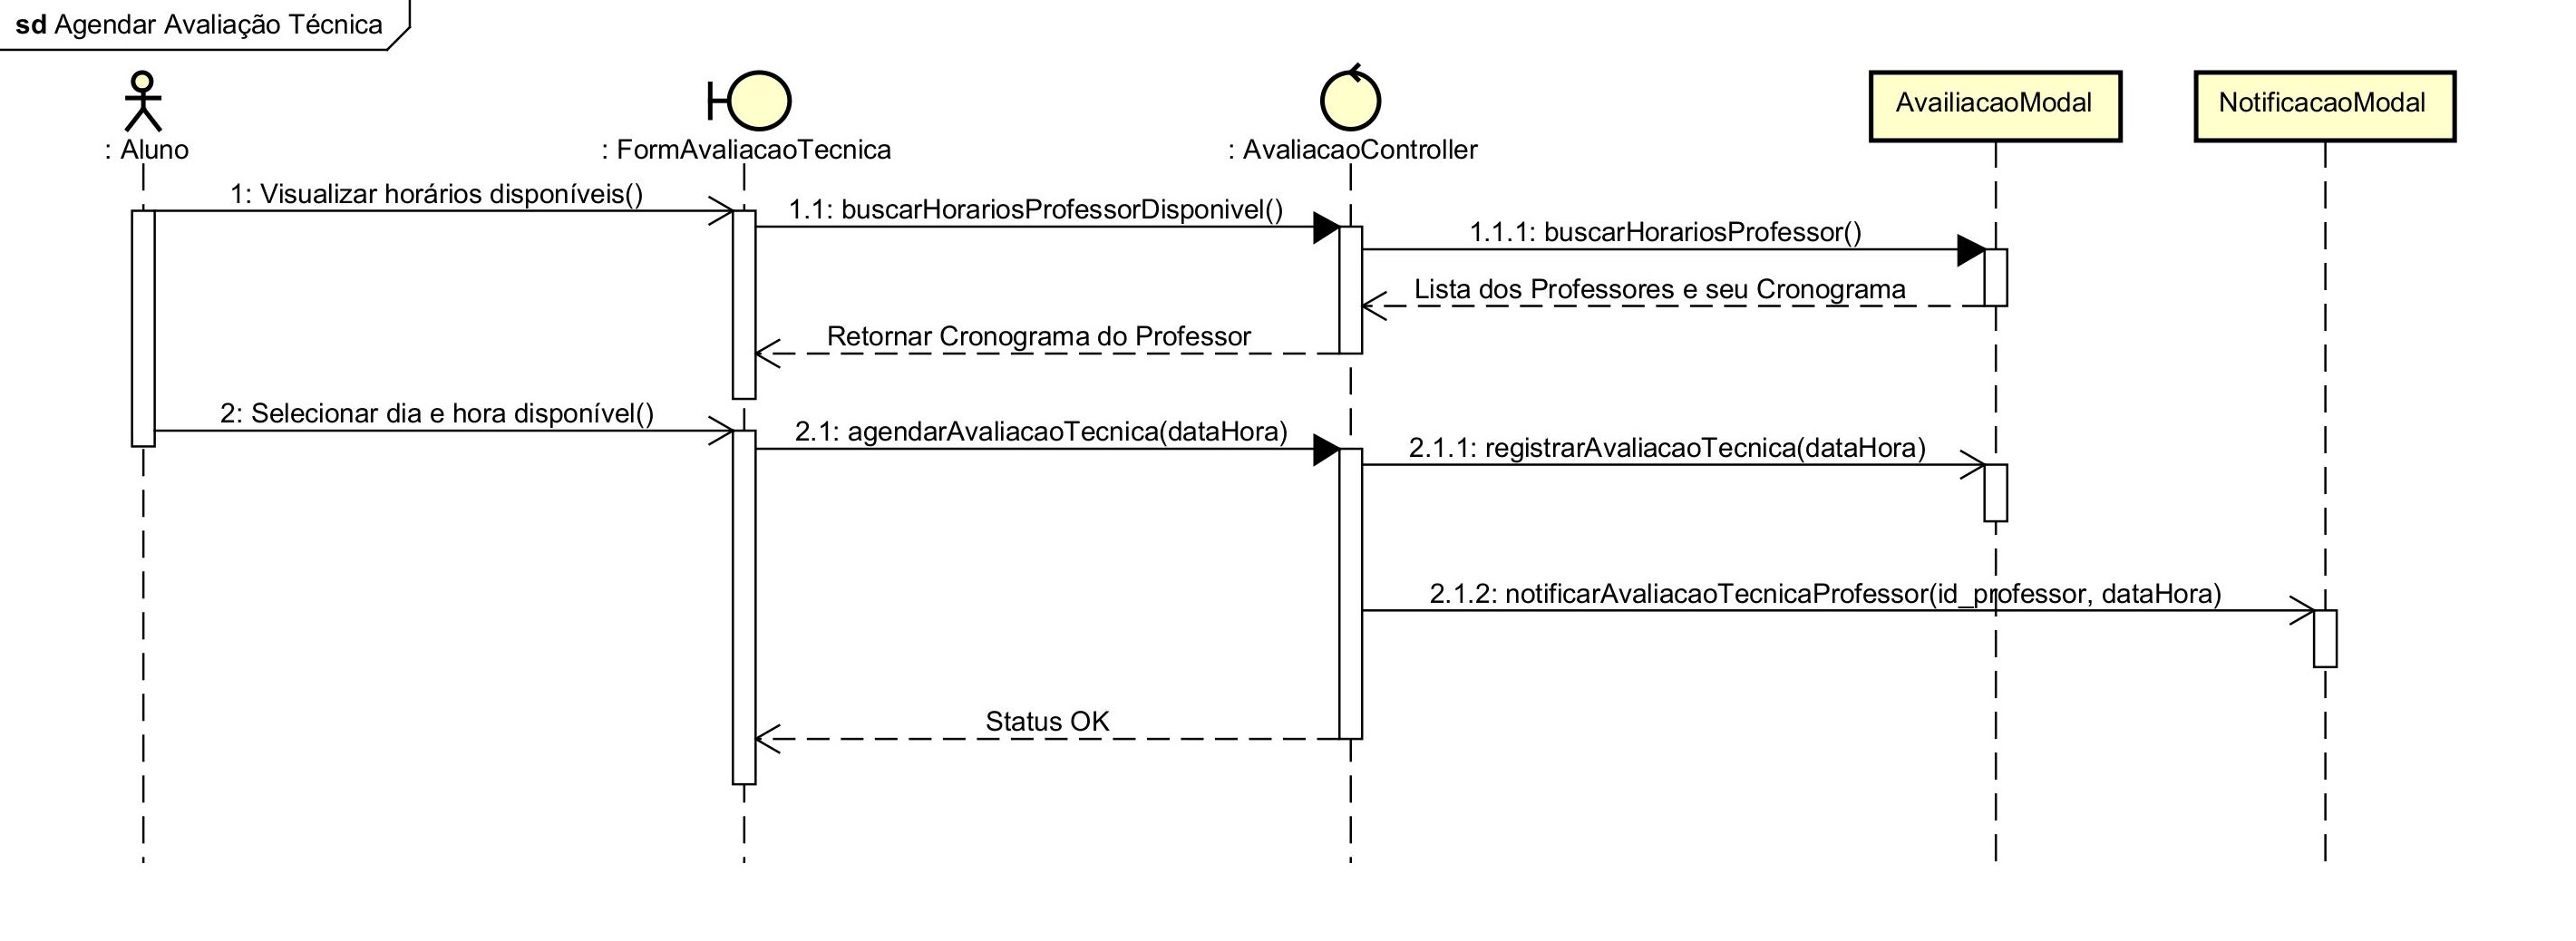 sd Agendar Avaliação Técnica
: Aluno
: FormAvaliacaoTecnica
: AvaliacaoController
AvailiacaoModal
NotificacaoModal
1: Visualizar horários disponíveis()
1.1: buscarHorariosProfessorDisponivel()
1.1.1: buscarHorariosProfessor()
Lista dos Professores e seu Cronograma
Retornar Cronograma do Professor
2: Selecionar dia e hora disponível()
2.1: agendarAvaliacaoTecnica(dataHora)
2.1.1: registrarAvaliacaoTecnica(dataHora)
2.1.2: notificarAvaliacaoTecnicaProfessor(id_professor, dataHora)
Status OK